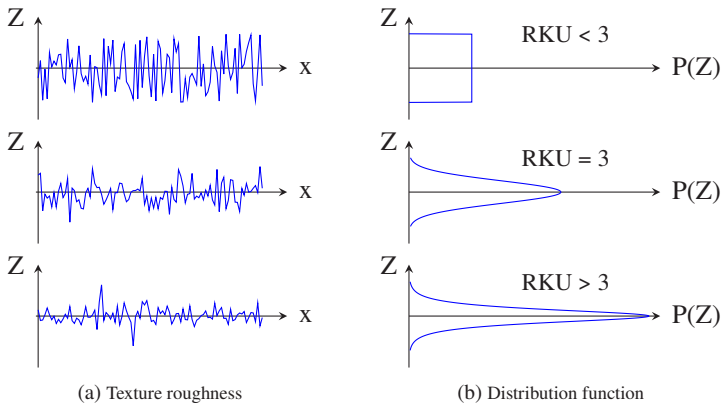 Z
x
Z
RKU < 3
P(Z)
Z
x
Z
RKU = 3
P(Z)
Z
x
Z
RKU > 3
P(Z)
(a) Texture roughness
(b) Distribution function